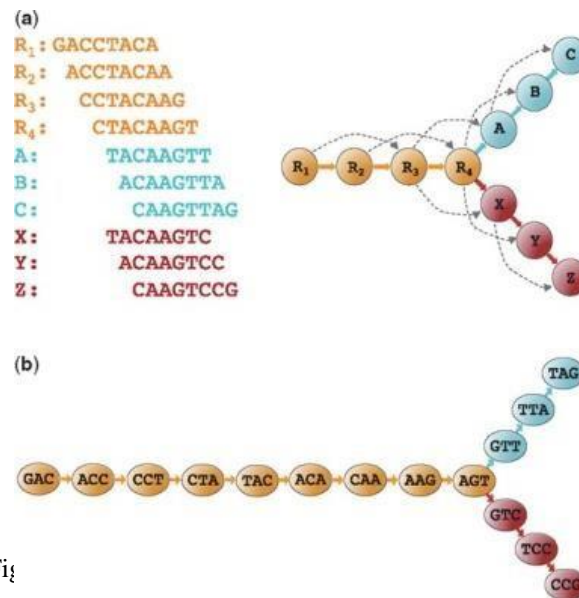 (a)
R1: GACCTACA
R2: ACCTACAA
R3: CCTACAAG
R4: CTACAAGT
A: TACAAGTT
B: ACAAGTTA
C: CAAGTTAG
X: TACAAGTC
Y: ACAAGTCC
Z: CAAGTCCG
R1 R2 R3 R4
A
B
C
X
Y
Z
(b)
GAC ACC CCT CTA TAC ACA CAA AAG AGT
GTT
TTA
TAG
GTC
TCC
CCG